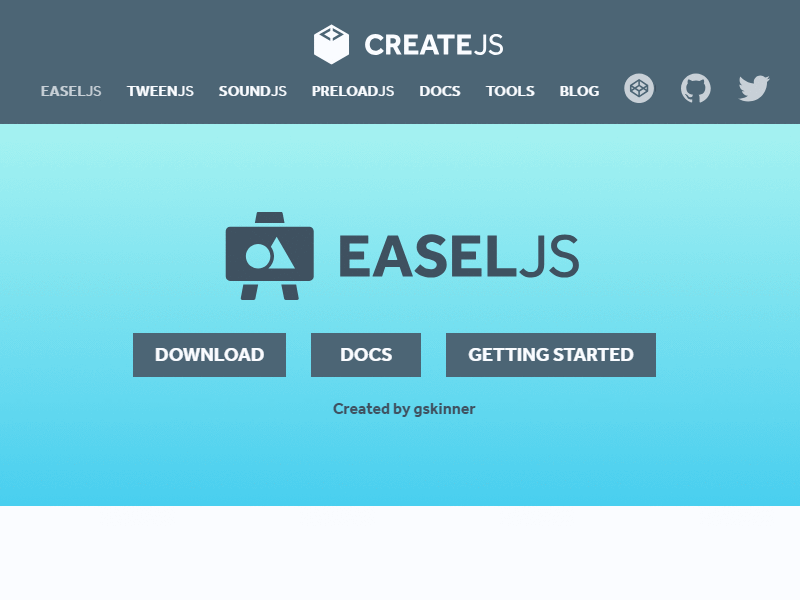 CREATEJS
EASELJS TWEENJS SOUNDJS PRELOADJS DOCS TOOLS BLOG
EASELJS
DOWNLOAD DOCS GETTING STARTED
Created by gskinner